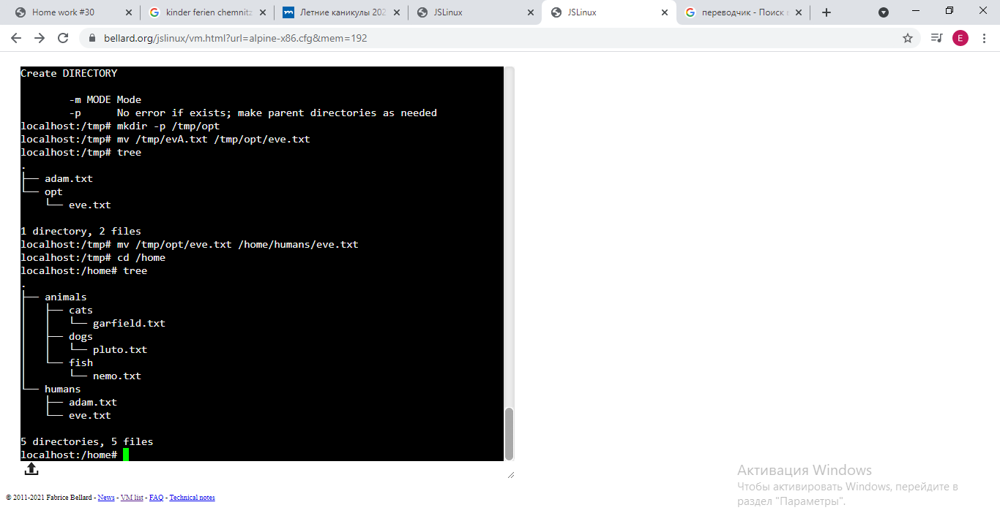 Home work #30
kinder ferien chemnitz
Летние каникулы 202
JSLinux
JSLinux
переводчик - Поиск в
bellard.org/jslinux/vm.html?url=alpine-x86.cfg&mem=192
E
Create DIRECTORY
-m MODE Mode
-p      No error if exists; make parent directories as needed
localhost:/tmp# mkdir -p /tmp/opt
localhost:/tmp# mv /tmp/evA.txt /tmp/opt/eve.txt
localhost:/tmp# tree
.
├── adam.txt
└── opt
    └── eve.txt
1 directory, 2 files
localhost:/tmp# mv /tmp/opt/eve.txt /home/humans/eve.txt
localhost:/tmp# cd /home
localhost:/home# tree
.
├── animals
│   ├── cats
│   │   └── garfield.txt
│   ├── dogs
│   │   └── pluto.txt
│   └── fish
│       └── nemo.txt
└── humans
    ├── adam.txt
    └── eve.txt
5 directories, 5 files
localhost:/home#
© 2011-2021 Fabrice Bellard - News - VM list - FAQ - Technical notes
Активация Windows
Чтобы активировать Windows, перейдите в
раздел "Параметры".